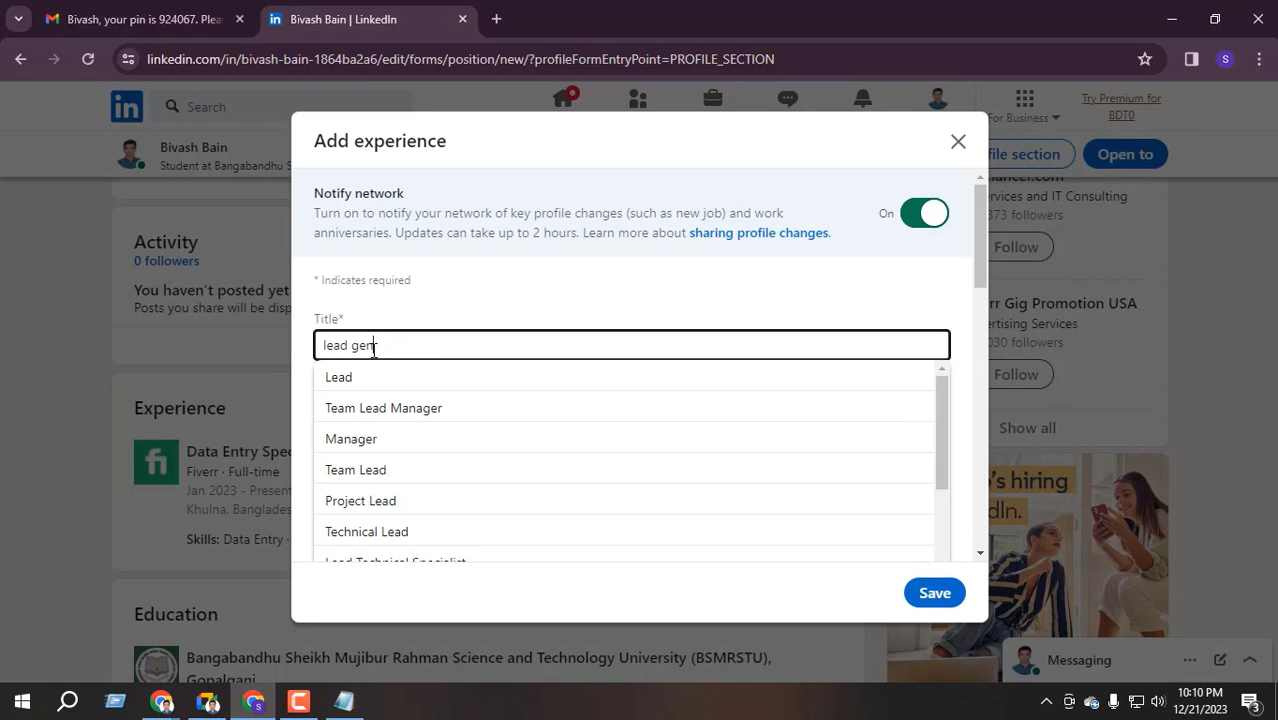 Bivash, your pin is 924067. Plea
Bivash Bain | LinkedIn
linkedin.com/in/bivash-bain-1864ba2a6/edit/forms/position/new/?profileFormEntryPoint=PROFILE_SECTION
S
in
Search
For Business
Try Premium for
BDT0
Bivash Bain
Student at Bangabandhu S
file section
Open to
Add experience
Notify network
Turn on to notify your network of key profile changes (such as new job) and work
anniversaries. Updates can take up to 2 hours. Learn more about sharing profile changes.
On
* Indicates required
Title*
lead genr
Lead
Team Lead Manager
Manager
Team Lead
Project Lead
Technical Lead
Lead Technical Specialist
Save
Activity
0 followers
You haven't posted yet
Posts you share will be disp
Experience
fi
Data Entry Spec
Fiverr · Full-time
Jan 2023 - Present
Khulna, Banglades
Skills: Data Entry ·
Education
Bangabandhu Sheikh Mujibur Rahman Science and Technology University (BSMRSTU),
Gopalganj
ervices and IT Consulting
373 followers
Follow
rr Gig Promotion USA
ertising Services
030 followers
Follow
Show all
's hiring
dIn.
Messaging
10:10 PM
12/21/2023
3